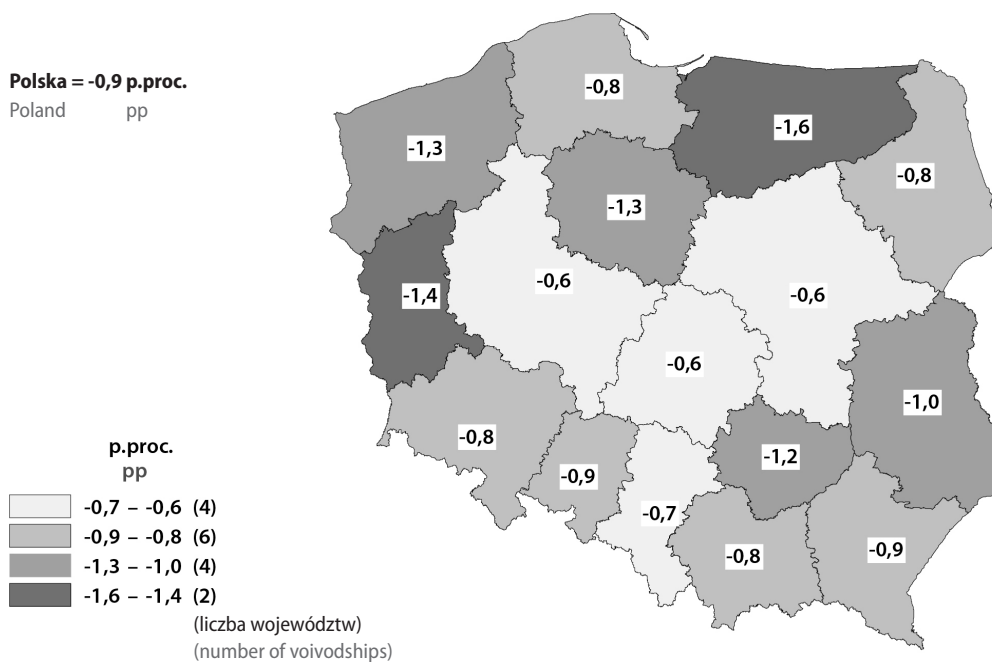 Polska = -0,9 p.proc.
Poland pp
-0,8
-1,6
-1,3
-0,8
-1,3
-0,6
-1,4
-0,6
-0,6
-1,0
-0,8
-1,2
-0,9
-0,7
-0,8
-0,9
p.proc.
pp
-0,7 – -0,6 (4)
-0,9 – -0,8 (6)
-1,3 – -1,0 (4)
-1,6 – -1,4 (2)
(liczba województw)
(number of voivodships)